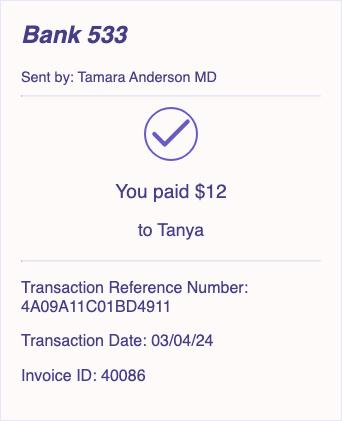 Bank 533
Sent by: Tamara Anderson MD
You paid $12
to Tanya
Transaction Reference Number:
4A09A11C01BD4911
Transaction Date: 03/04/24
Invoice ID: 40086